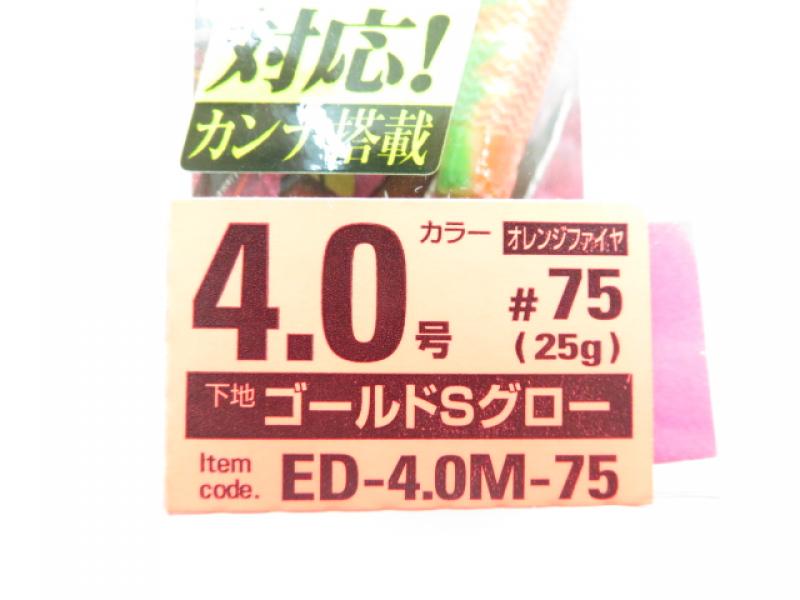 対応!
カンナ搭載
4.0号
カラー オレンジファイヤ
#75
(25g)
下地 ゴールドSグロー
Item code. ED-4.0M-75